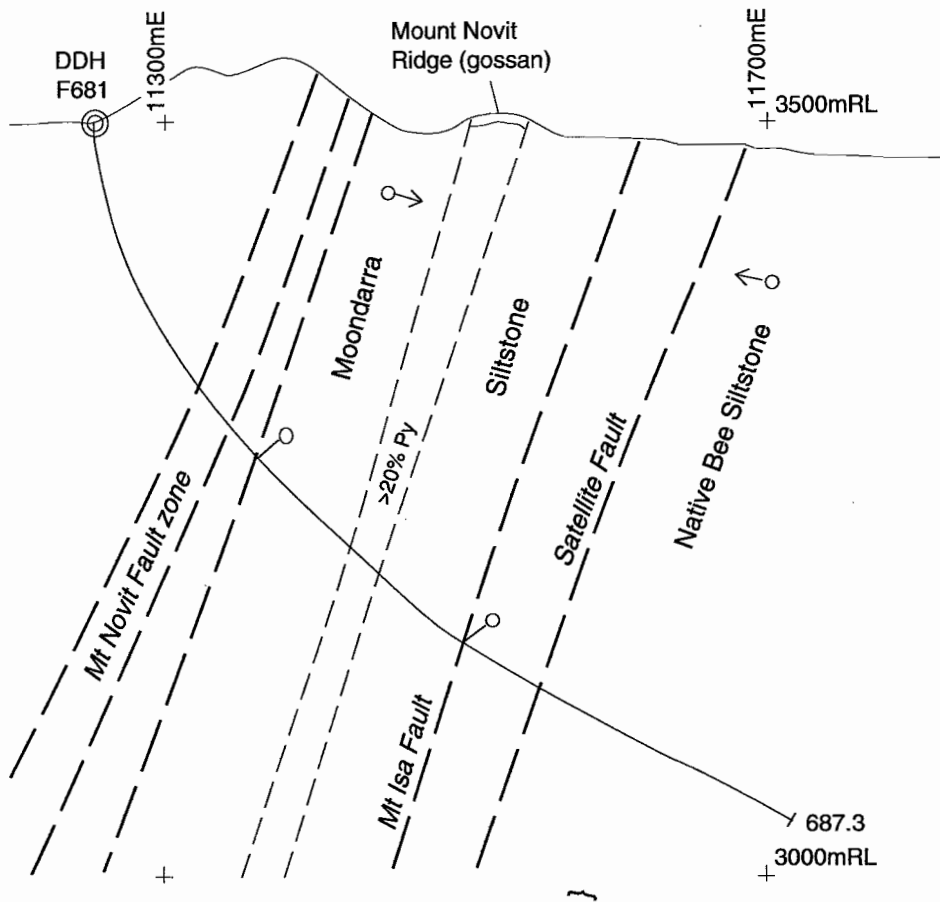 DDH
F681
11300mE
Mount Novit
Ridge (gossan)
11700mE
3500mRL
Moondarra
>20% Py
Siltstone
Native Bee Siltstone
Satellite Fault
Mt Novit Fault zone
Mt Isa Fault
687.3
3000mRL